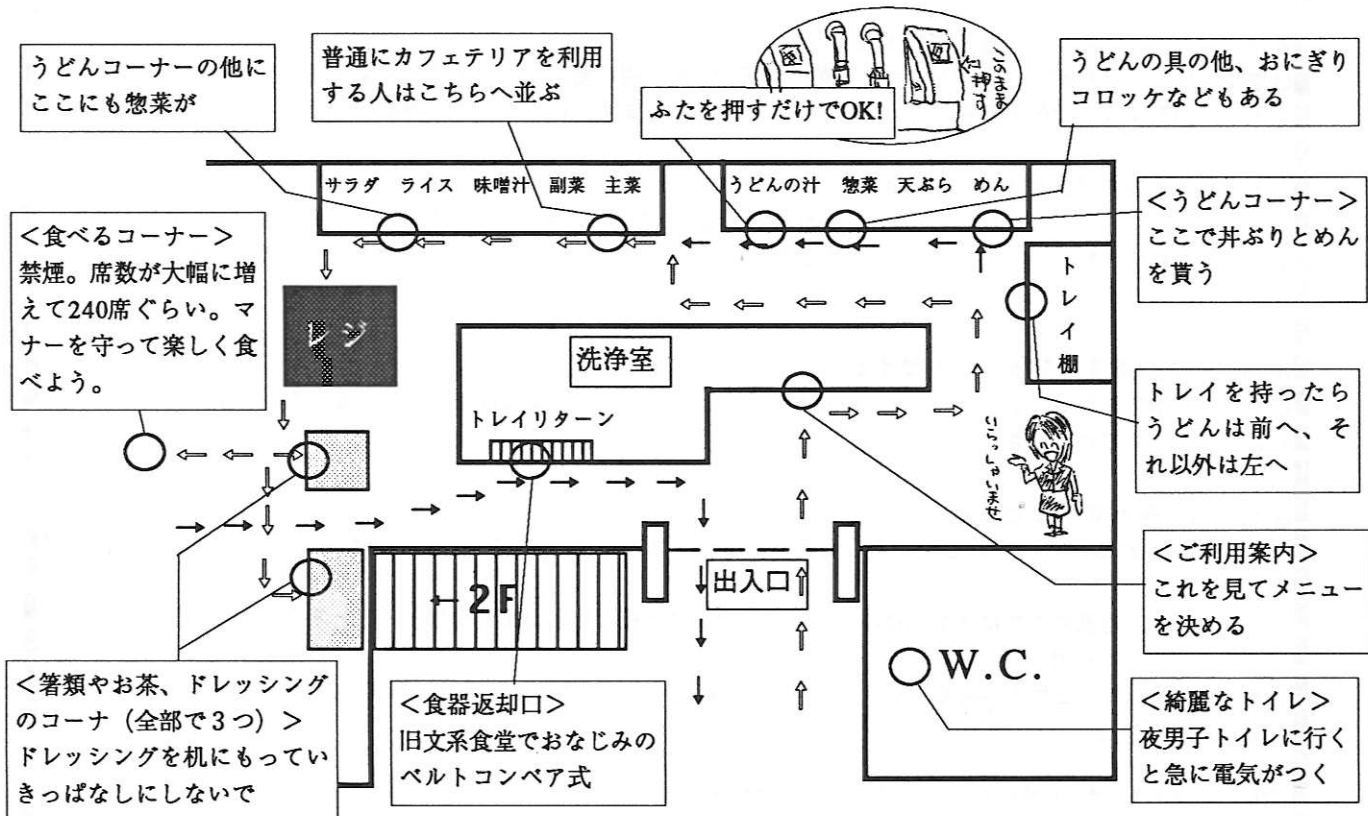 うどんコーナーの他に
ここにも惣菜が
普通にカフェテリアを利用
する人はこちらへ並ぶ
このまま
押す
ふたを押すだけでOK!
うどんの具の他、おにぎり
コロッケなどもある
サラダ ライス 味噌汁 副菜 主菜
うどんの汁 惣菜 天ぷら めん
<うどんコーナー>
ここで丼ぶりとめん
を貰う
<食べるコーナー>
禁煙。席数が大幅に増
えて240席ぐらい。マ
ナーを守って楽しく食
べよう。
レジ
トレイ棚
洗浄室
トレイリターン
トレイを持ったら
うどんは前へ、そ
れ以外は左へ
いらっしゃいませ
<ご利用案内>
これを見てメニュー
を決める
2F
出入口
W.C.
<箸類やお茶、ドレッシング
のコーナ(全部で3つ)>
ドレッシングを机にもってい
きっぱなしにしないで
<食器返却口>
旧文系食堂でおなじみの
ベルトコンベア式
<綺麗なトイレ>
夜男子トイレに行く
と急に電気がつく